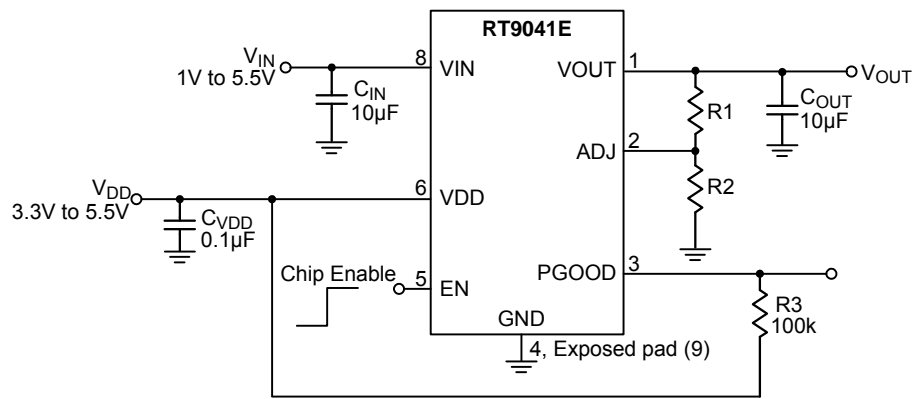 RT9041E
VIN
1V to 5.5V
8
VIN
CIN
10µF
VOUT
1
VOUT
COUT
10µF
R1
ADJ
2
R2
VDD
3.3V to 5.5V
6
VDD
CVDD
0.1µF
PGOOD
3
R3
100k
Chip Enable
5
EN
GND
4, Exposed pad (9)